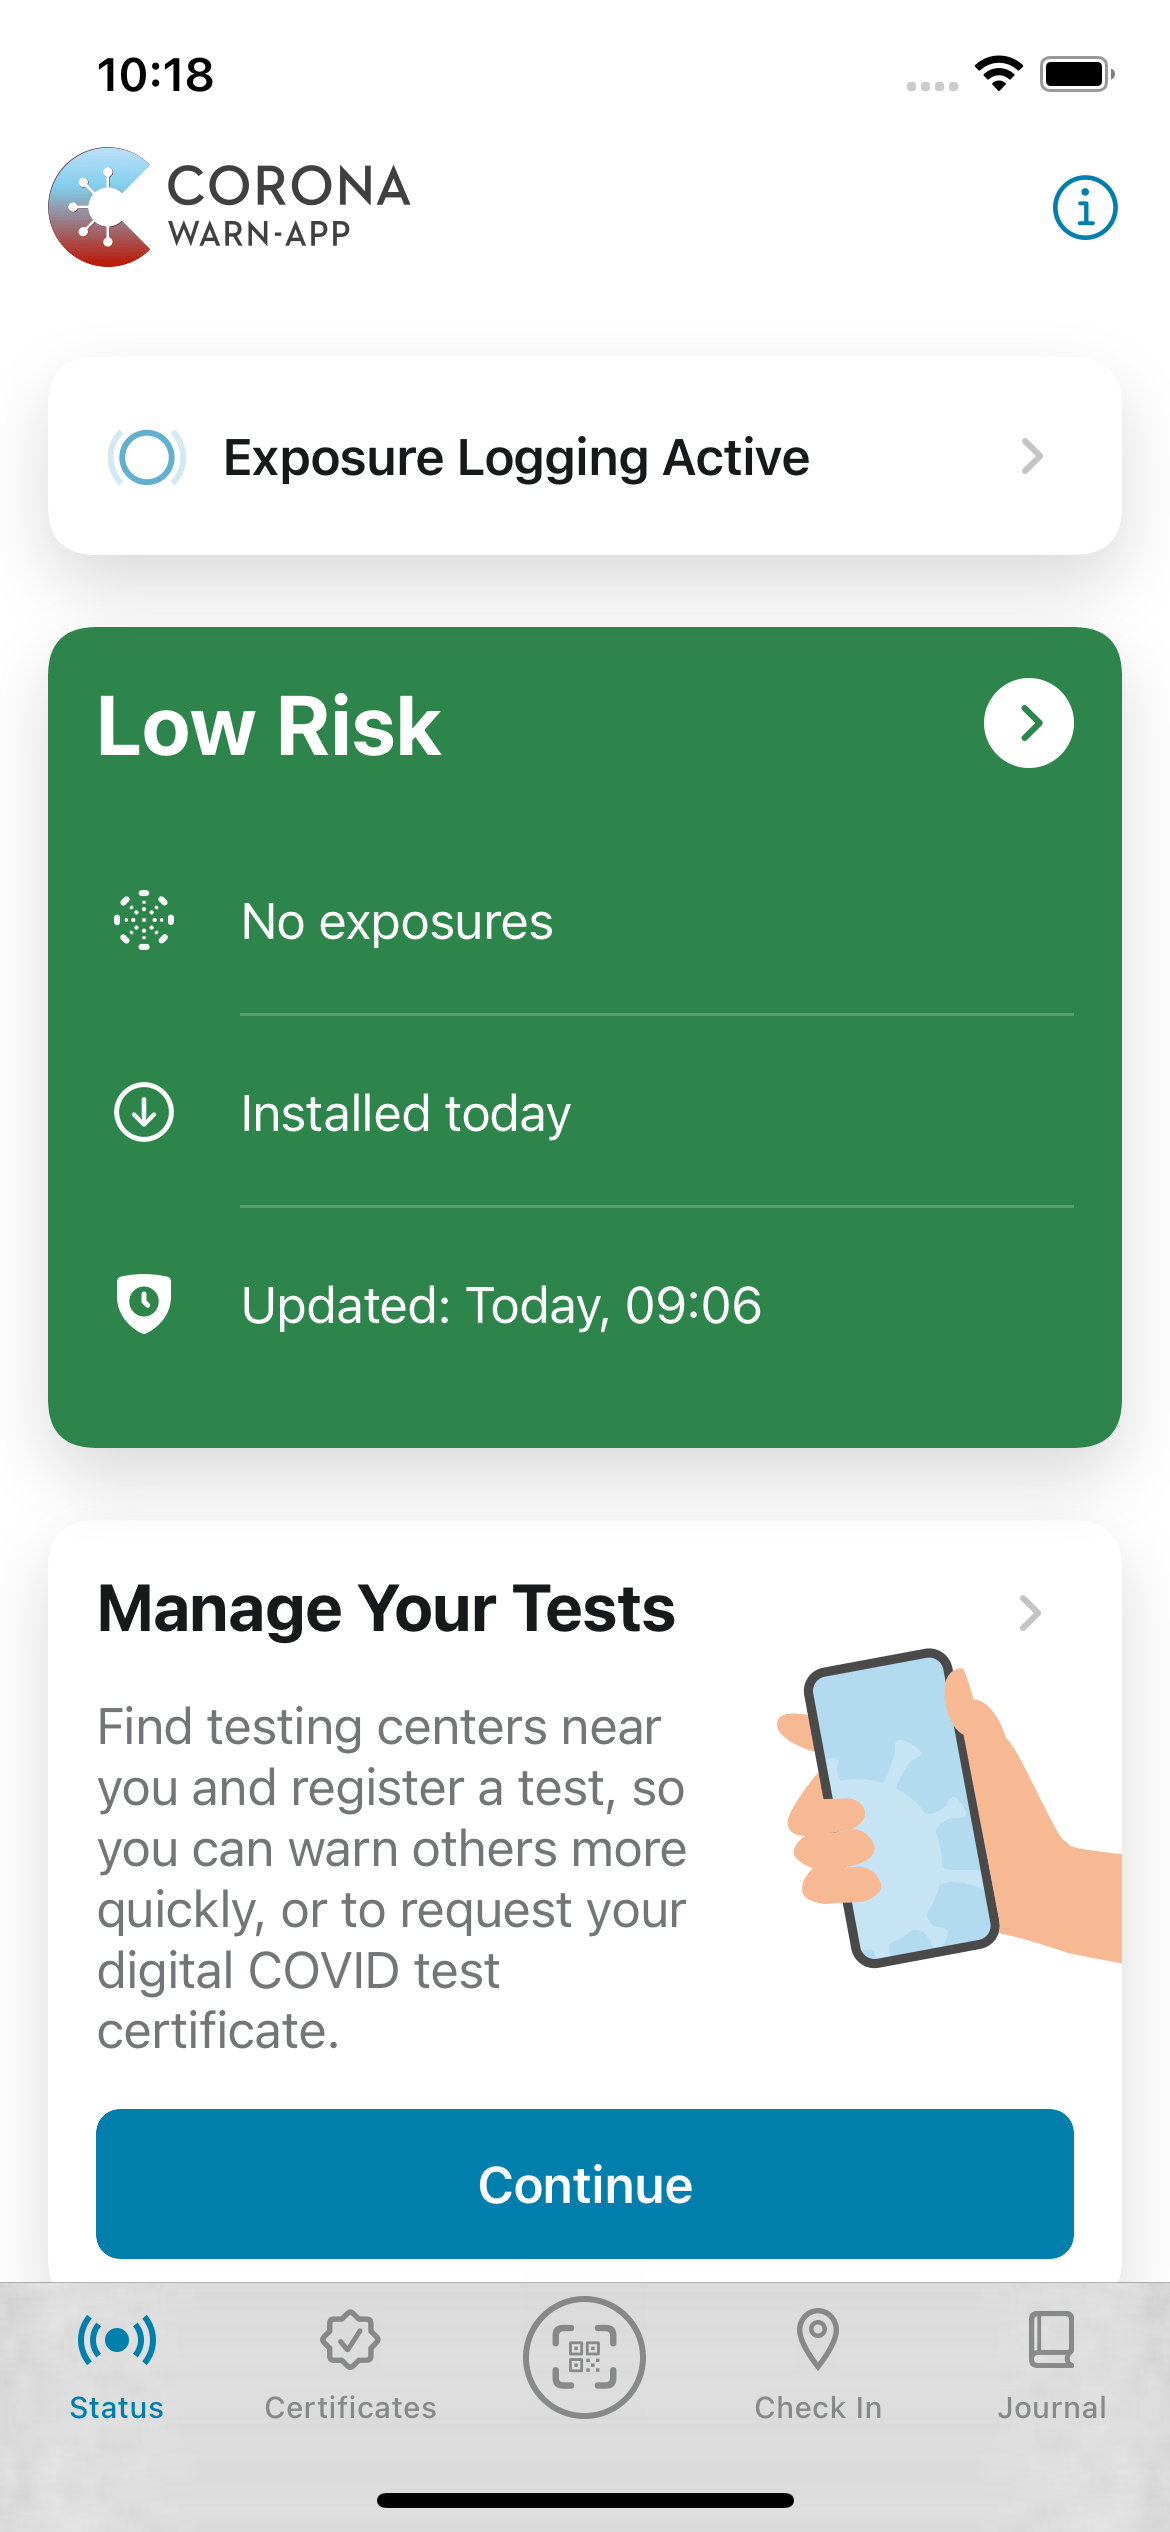 10:18
CORONA
WARN-APP
Exposure Logging Active
Low Risk
No exposures
Installed today
Updated: Today, 09:06
Manage Your Tests
Find testing centers near
you and register a test, so
you can warn others more
quickly, or to request your
digital COVID test
certificate.
Continue
Status
Certificates
Check In
Journal